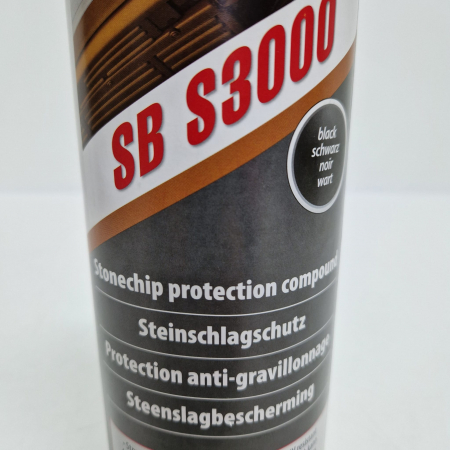 SB S3000
black
schwarz
noir
wart
Stonechip protection compound
Steinschlagschutz
Protection anti-gravillonnage
Steenslagbescherming